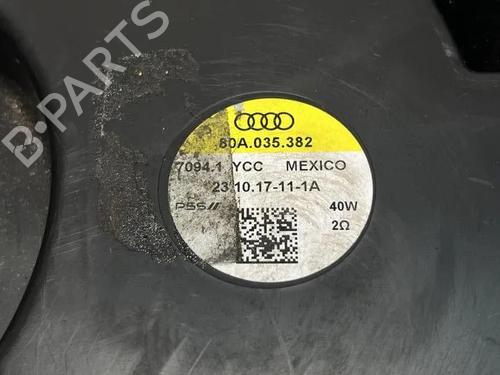 B-PARTS
80A.035.382
7094.1 YCC MEXICO
23.10.17-11-1A
PSS// 40W
2Ω